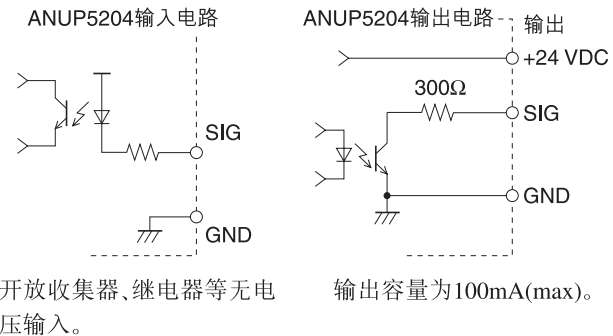 ANUP5204输入电路
SIG
GND
开放收集器、继电器等无电
压输入。
ANUP5204输出电路
输出
+24 VDC
300Ω
SIG
GND
输出容量为100mA(max)。